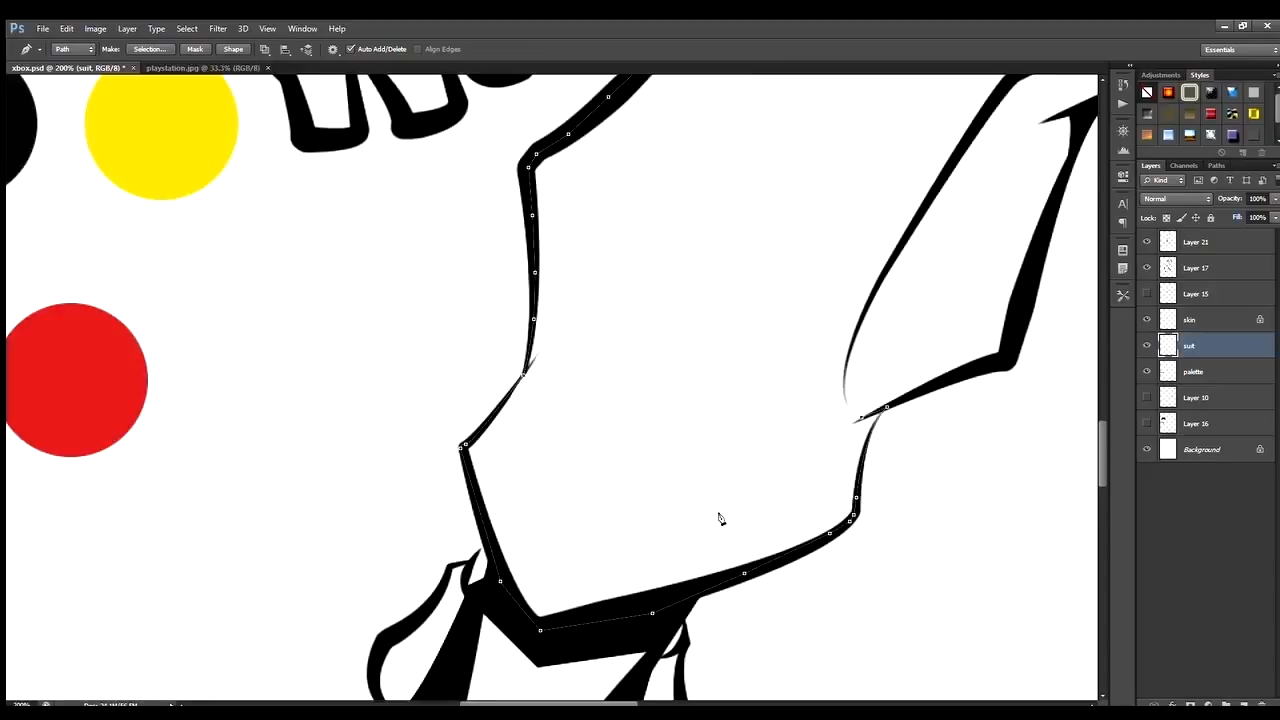 Ps File Edit Image Layer Type Select Filter 3D View Window Help
Path Make: Selection... Mask Shape Auto Add/Delete Align Edges Essentials
xbox.psd @ 200% (suit, RGB/8) * × playstation.jpg @ 33.3% (RGB/8) ×
Adjustments Styles
Layers Channels Paths
Kind
Normal Opacity: 100%
Lock: Fill: 100%
Layer 21
Layer 17
Layer 15
skin
suit
palette
Layer 10
Layer 16
Background